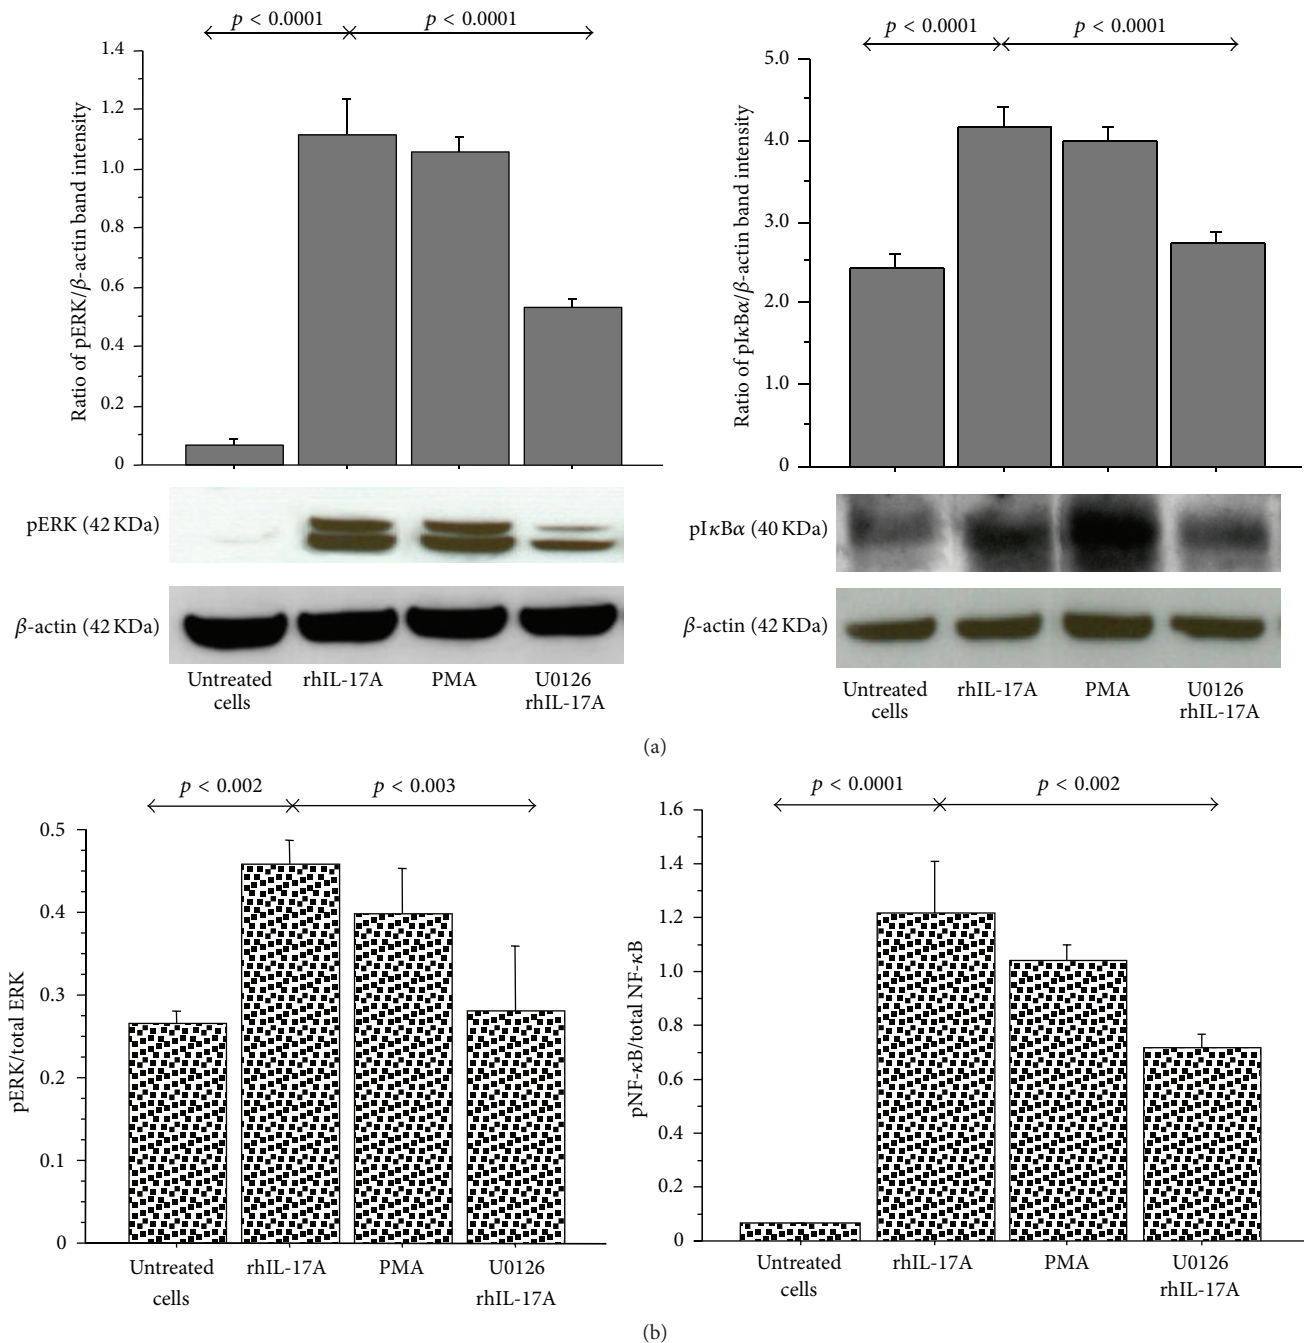 p < 0.0001
p < 0.0001
Ratio of pERK/β-actin band intensity
1.4
1.2
1.0
0.8
0.6
0.4
0.2
0
pERK (42 KDa)
β-actin (42 KDa)
Untreated
cells
rhIL-17A
PMA
U0126
rhIL-17A
p < 0.0001
p < 0.0001
Ratio of pIκBα/β-actin band intensity
5.0
4.0
3.0
2.0
1.0
0
pIκBα (40 KDa)
β-actin (42 KDa)
Untreated
cells
rhIL-17A
PMA
U0126
rhIL-17A
(a)
p < 0.002
p < 0.003
pERK/total ERK
0.5
0.4
0.3
0.2
0.1
0
Untreated
cells
rhIL-17A
PMA
U0126
rhIL-17A
p < 0.0001
p < 0.002
pNF-κB/total NF-κB
1.6
1.4
1.2
1.0
0.8
0.6
0.4
0.2
0
Untreated
cells
rhIL-17A
PMA
U0126
rhIL-17A
(b)